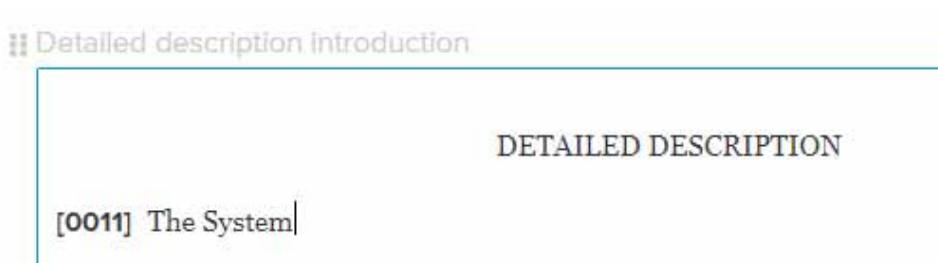 Detailed description introduction
DETAILED DESCRIPTION
[0011] The System